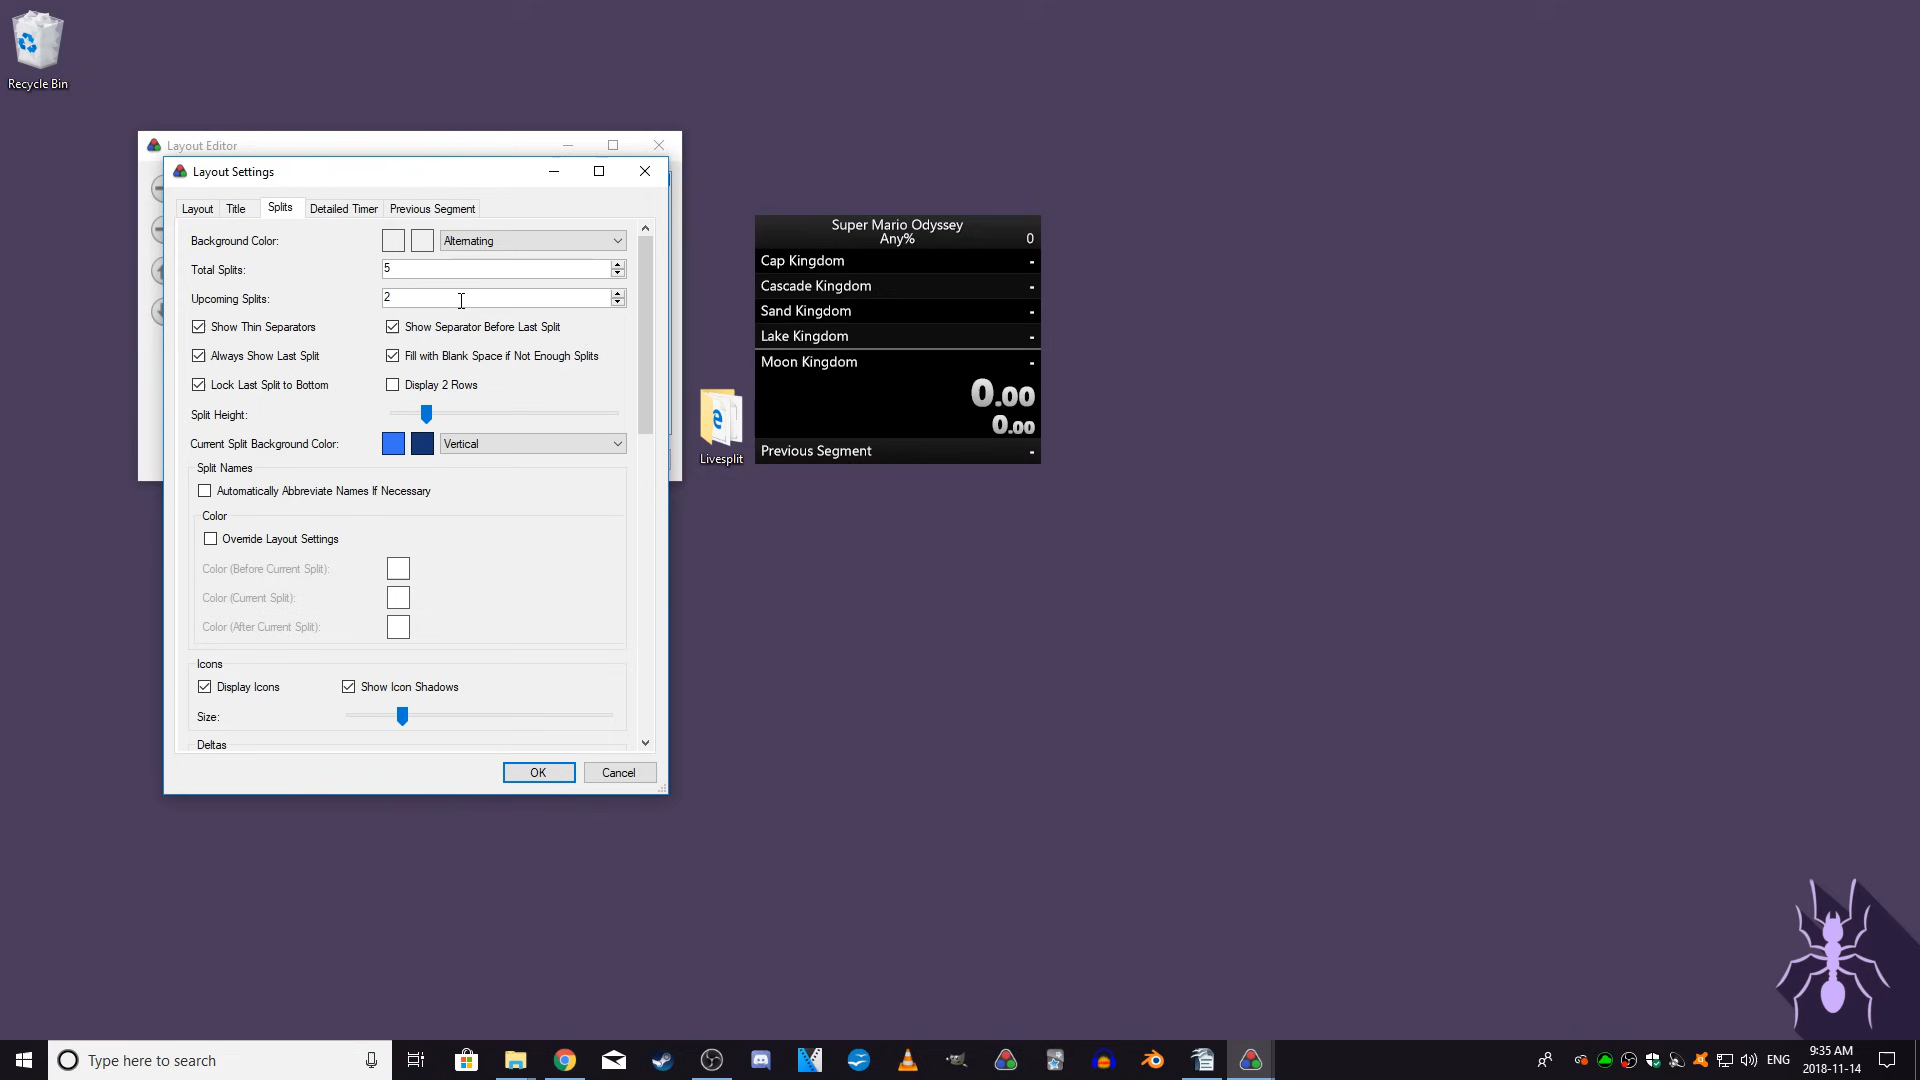 Recycle Bin
Layout Editor
Layout Settings
Layout Title Splits Detailed Timer Previous Segment
Background Color: Alternating
Total Splits: 5
Upcoming Splits: 2
Show Thin Separators Show Separator Before Last Split
Always Show Last Split Fill with Blank Space if Not Enough Splits
Lock Last Split to Bottom Display 2 Rows
Split Height:
Current Split Background Color: Vertical
Split Names
Automatically Abbreviate Names If Necessary
Color
Override Layout Settings
Color (Before Current Split):
Color (Current Split):
Color (After Current Split):
Icons
Display Icons Show Icon Shadows
Size:
Deltas
OK Cancel
Livesplit
Super Mario Odyssey
Any% 0
Cap Kingdom -
Cascade Kingdom -
Sand Kingdom -
Lake Kingdom -
Moon Kingdom -
0.00
0.00
Previous Segment -
Type here to search
ENG
9:35 AM
2018-11-14